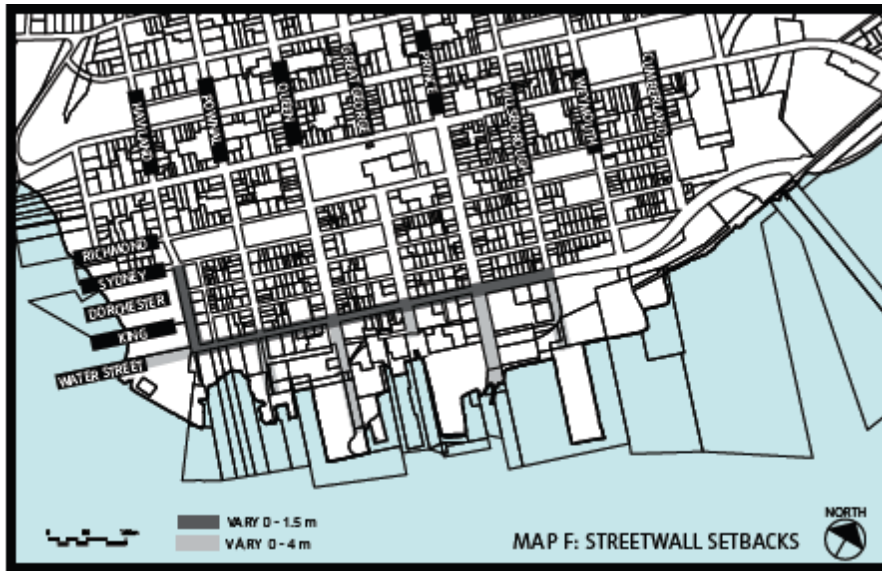 MAITLAND
POWNAL
QUEEN
GREAT GEORGE
PRINCE
HILLSBOROUGH
WEYMOUTH
CUMBERLAND
RICHMOND
SYDNEY
DORCHESTER
KING
WATER STREET
VARY 0 - 1.5 m
VARY 0 - 4 m
MAP F: STREETWALL SETBACKS
NORTH